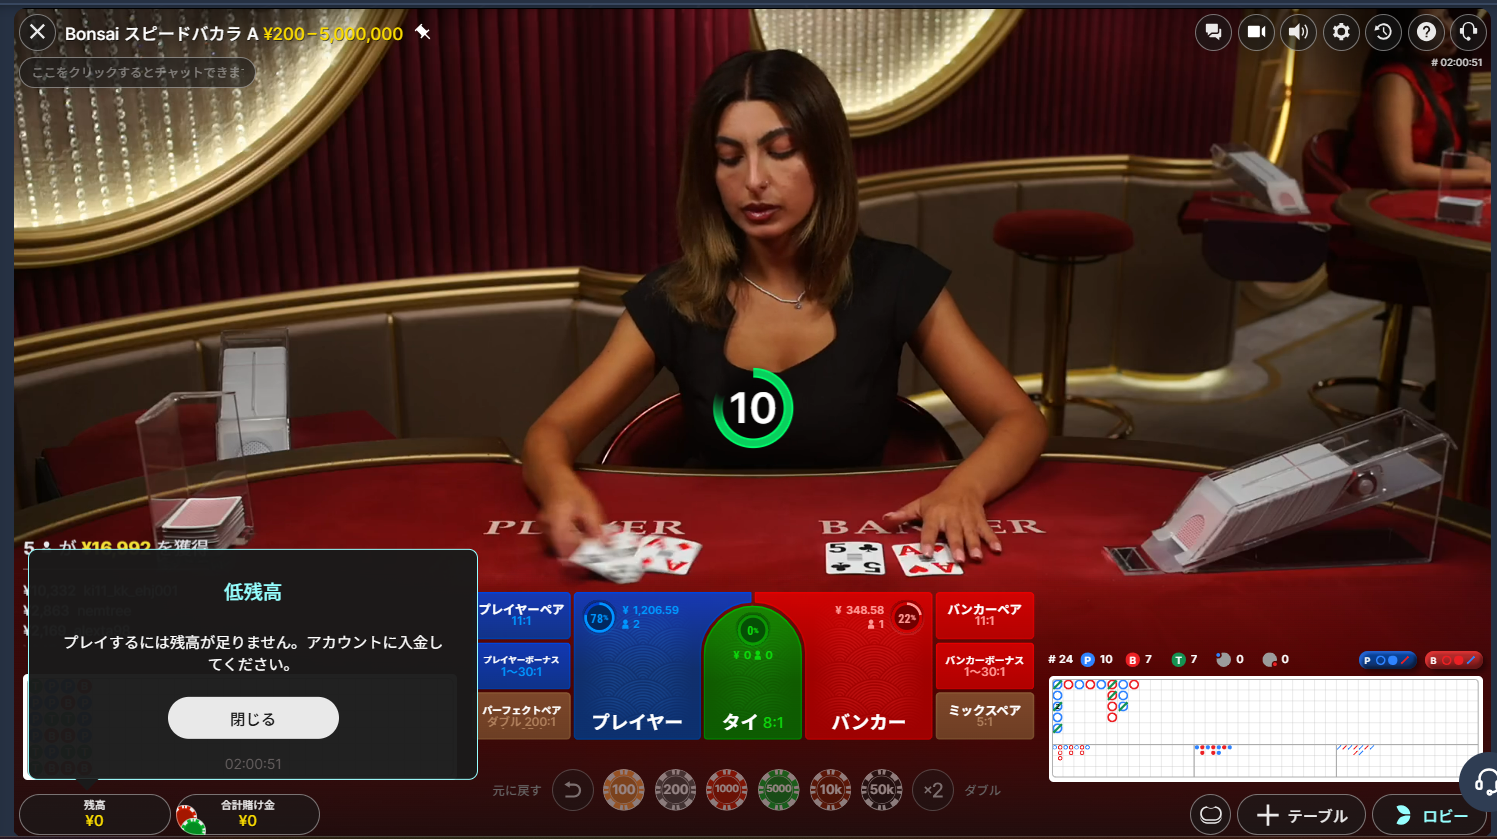 Bonsai スピードバカラ A ¥200–5,000,000
ここをクリックするとチャットできま
# 02:00:51
10
PLAYER
BANKER
5
A
5 が ¥16,992 を獲得
低残高
プレイするには残高が足りません。アカウントに入金し
てください。
閉じる
02:00:51
プレイヤーペア
11:1
プレイヤーボーナス
1～30:1
パーフェクトペア
ダブル 200:1
78%
¥ 1,206.59
2
プレイヤー
0%
¥ 0 0
タイ 8:1
¥ 348.58
1
22%
バンカー
バンカーペア
11:1
バンカーボーナス
1～30:1
ミックスペア
5:1
# 24 P 10 B 7 T 7 0 0
P
B
元に戻す
100
200
1000
5000
10k
50k
×2
ダブル
残高
¥0
合計賭け金
¥0
テーブル
ロビー